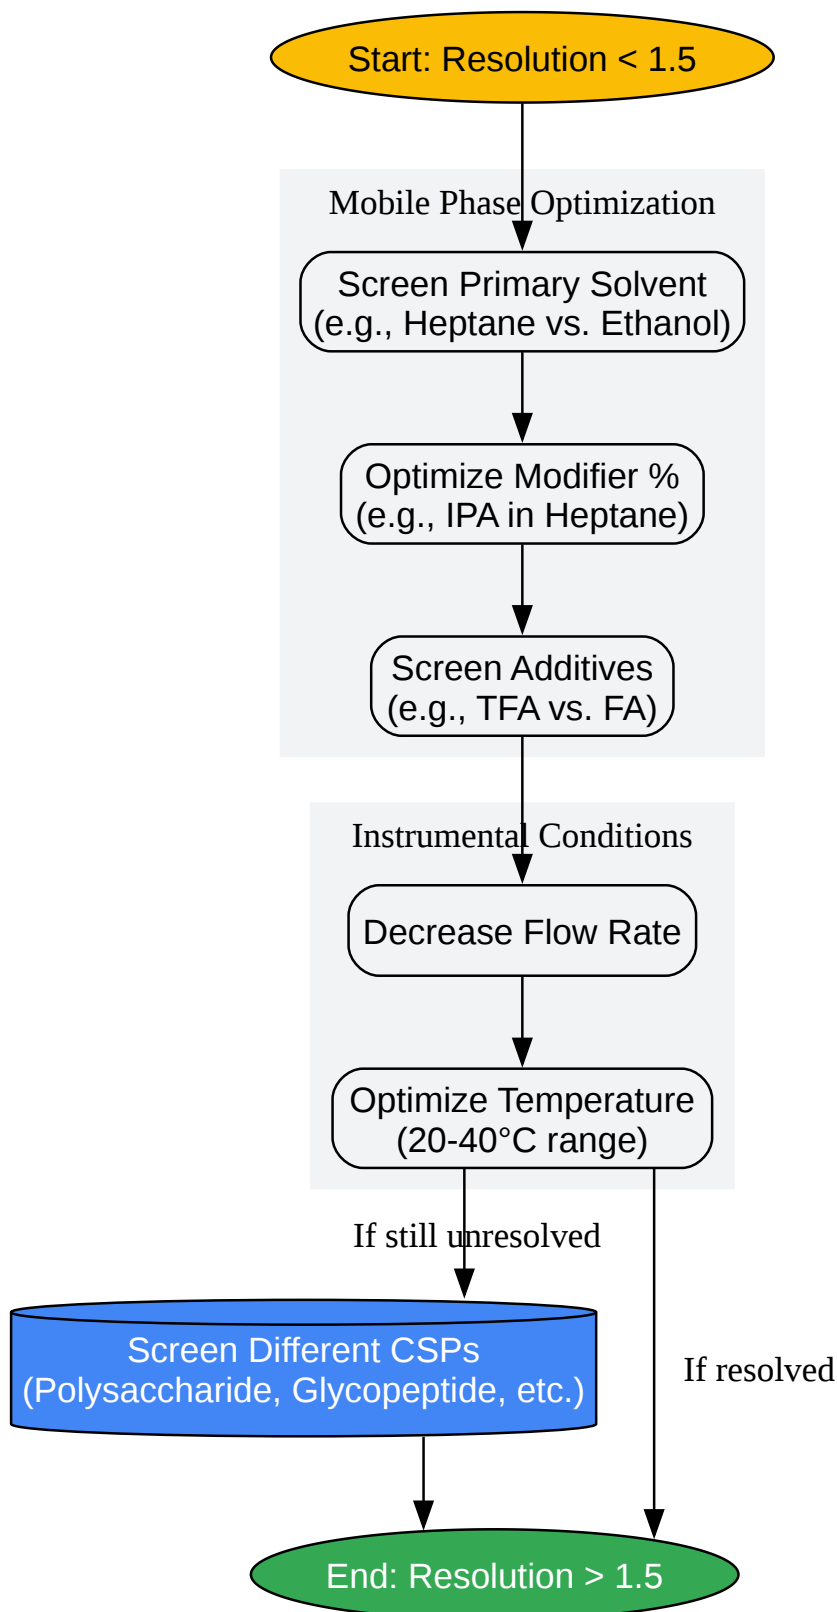 Start: Resolution < 1.5
Mobile Phase Optimization
Screen Primary Solvent
(e.g., Heptane vs. Ethanol)
Optimize Modifier %
(e.g., IPA in Heptane)
Screen Additives
(e.g., TFA vs. FA)
Instrumental Conditions
Decrease Flow Rate
Optimize Temperature
(20-40°C range)
If still unresolved
Screen Different CSPs
(Polysaccharide, Glycopeptide, etc.)
If resolved
End: Resolution > 1.5